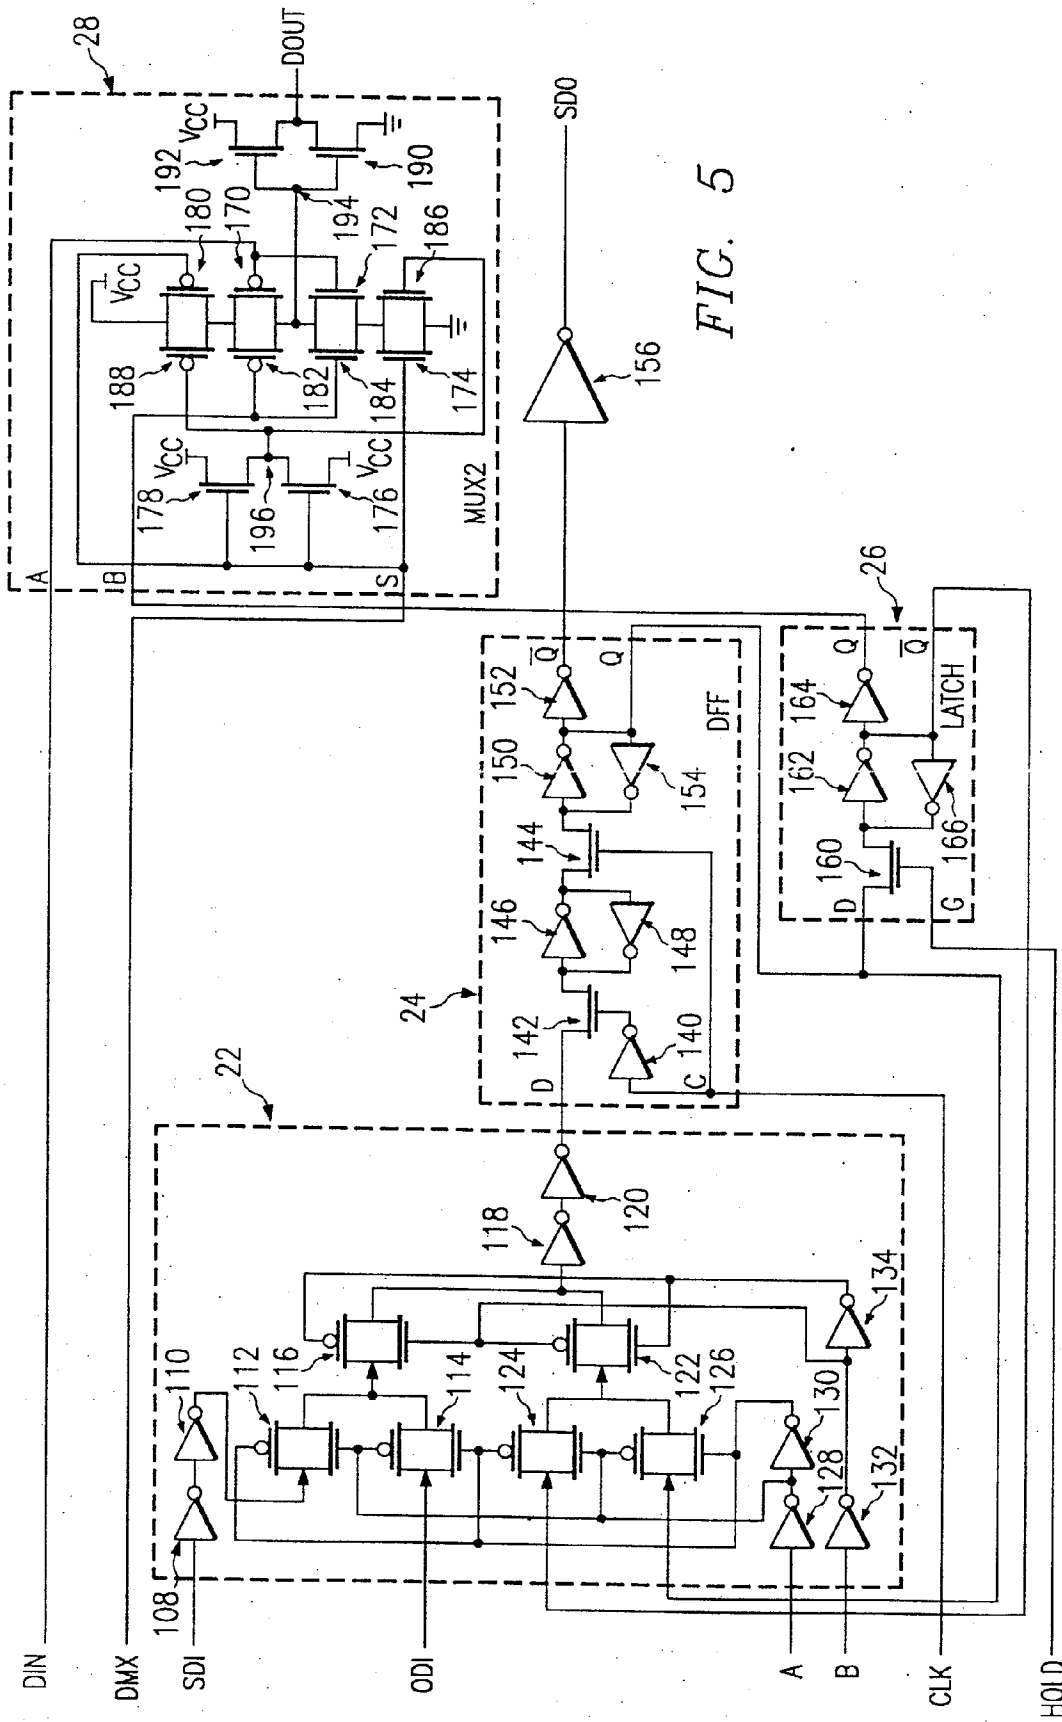 DIN
DMX
SDI
ODI
A
B
CLK
HOLD
22
108
110
112
116
114
124
122
126
118
120
128
130
132
134
24
D
C
142
140
146
148
144
150
154
152
Q
Q
DFF
26
D
G
160
162
166
164
Q
Q
LATCH
156
SDO
28
A
B
S
MUX2
178
VCC
196
176
VCC
188
182
184
174
VCC
180
170
172
186
194
192
VCC
190
DOUT
FIG. 5